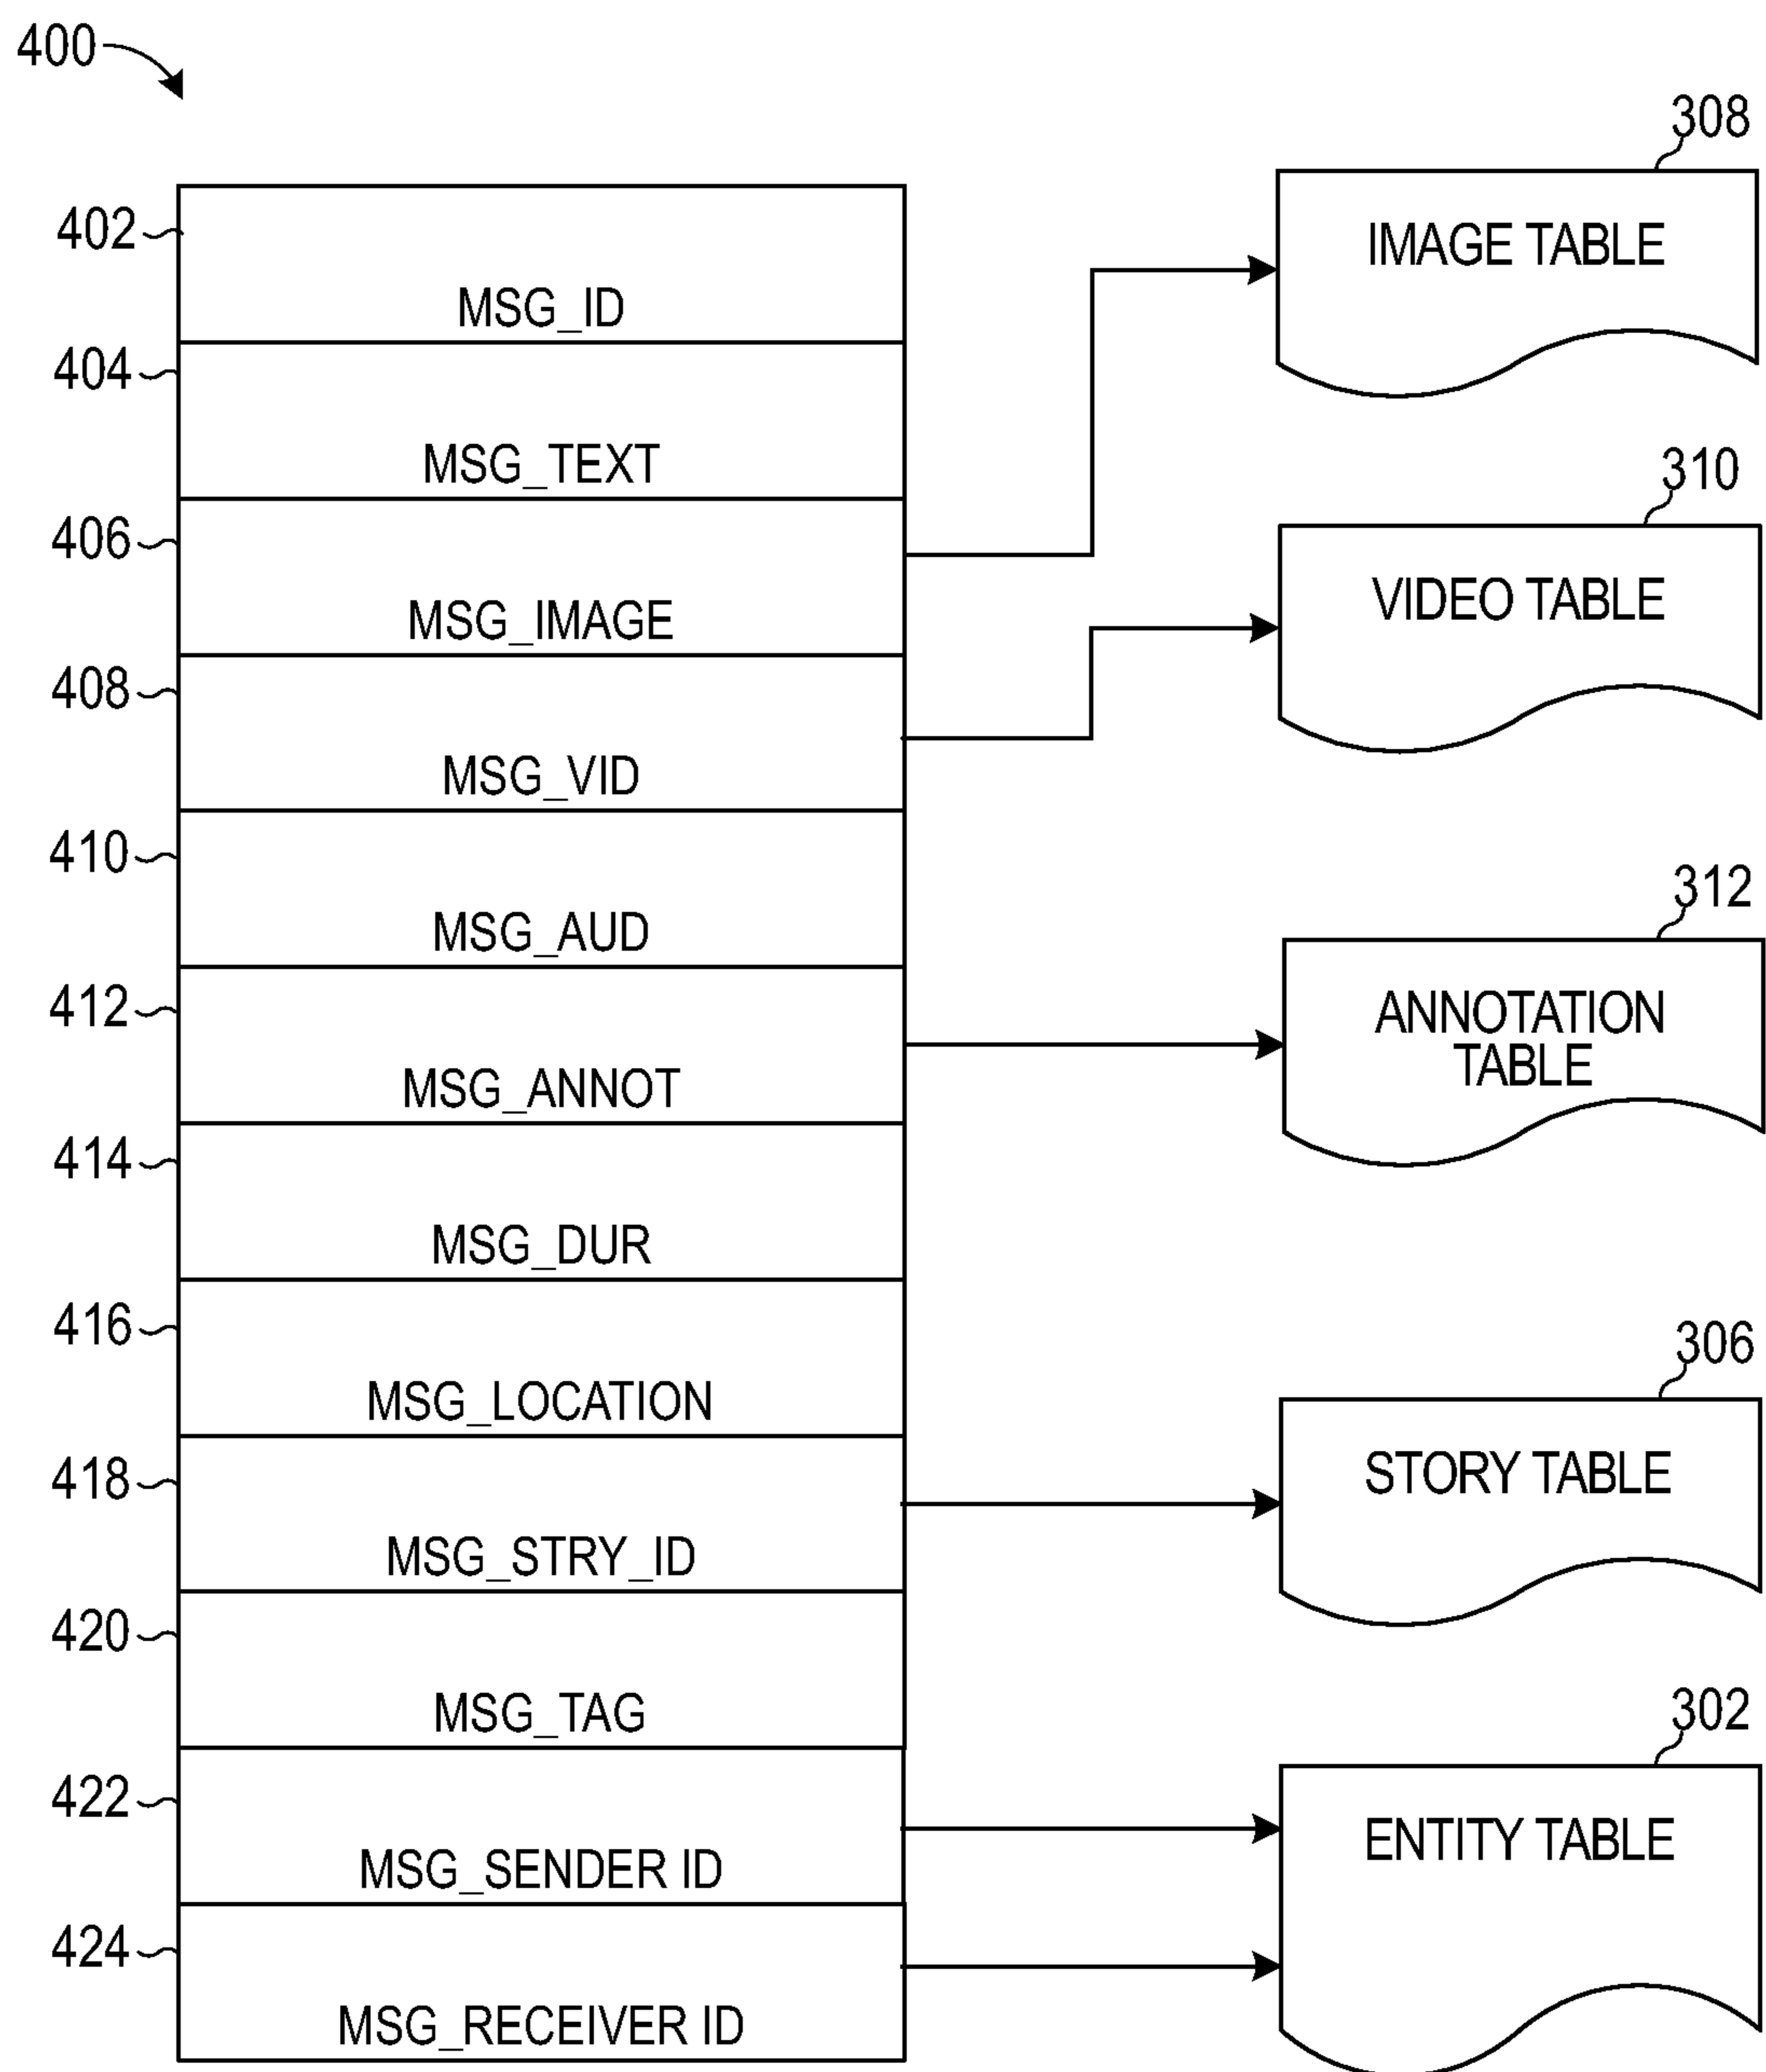 400
308
402
IMAGE TABLE
MSG_ID
404
MSG_TEXT
310
406
VIDEO TABLE
MSG_IMAGE
408
MSG_VID
410
312
MSG_AUD
412
ANNOTATION
TABLE
MSG_ANNOT
414
MSG_DUR
416
306
MSG_LOCATION
418
STORY TABLE
MSG_STRY_ID
420
MSG_TAG
302
422
ENTITY TABLE
MSG_SENDER ID
424
MSG_RECEIVER ID